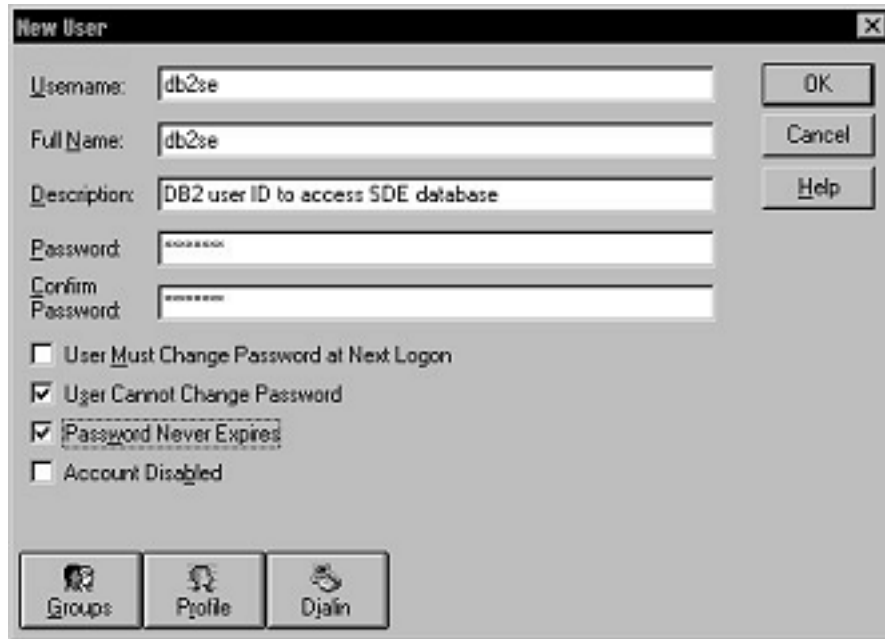 New User
Username: db2se
OK
Full Name: db2se
Cancel
Description: DB2 user ID to access SDE database
Help
Password: *******
Confirm
Password: *******
User Must Change Password at Next Logon
User Cannot Change Password
Password Never Expires
Account Disabled
Groups Profile Dialin